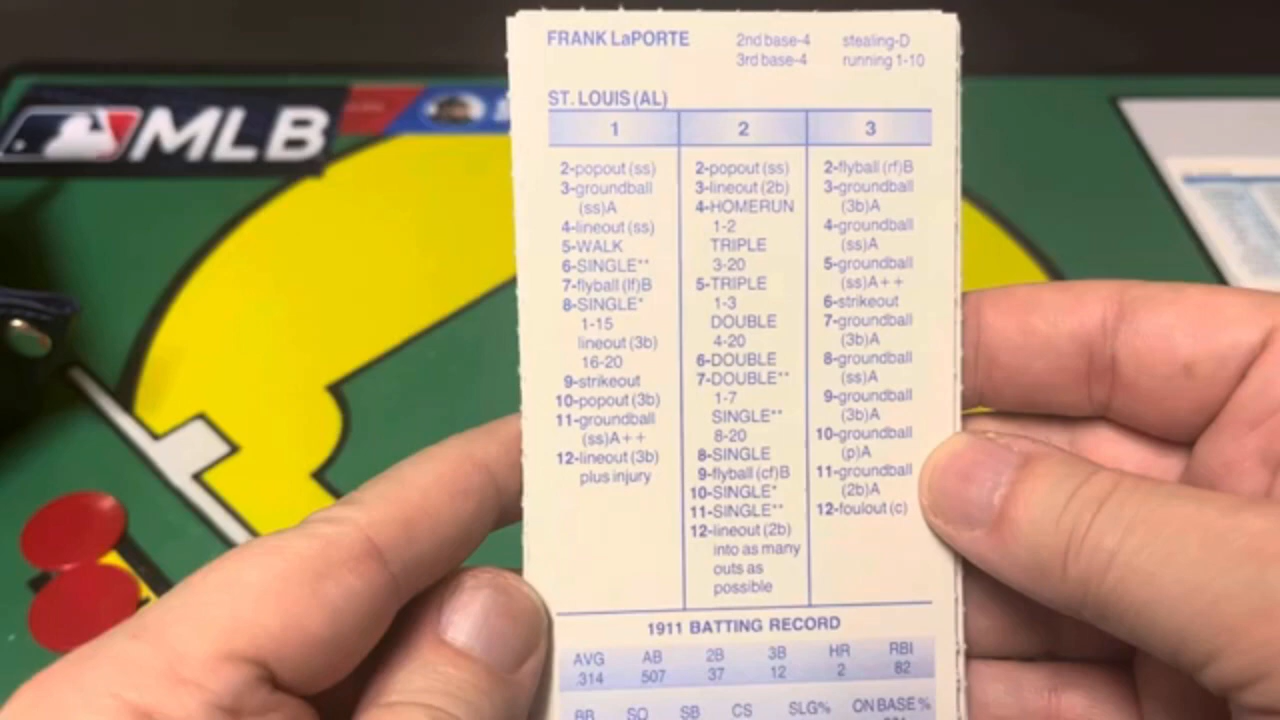 MLB
FRANK LaPORTE
2nd base-4
stealing-D
3rd base-4
running 1-10
ST. LOUIS (AL)
1
2-popout (ss)
3-groundball
(ss)A
4-lineout (ss)
5-WALK
6-SINGLE**
7-flyball (lf)B
8-SINGLE*
1-15
lineout (3b)
16-20
9-strikeout
10-popout (3b)
11-groundball
(ss)A++
12-lineout (3b)
plus injury
2
2-popout (ss)
3-lineout (2b)
4-HOMERUN
1-2
TRIPLE
3-20
5-TRIPLE
1-3
DOUBLE
4-20
6-DOUBLE
7-DOUBLE**
1-7
SINGLE**
8-20
8-SINGLE
9-flyball (cf)B
10-SINGLE*
11-SINGLE**
12-lineout (2b)
into as many
outs as
possible
3
2-flyball (rf)B
3-groundball
(3b)A
4-groundball
(ss)A
5-groundball
(ss)A++
6-strikeout
7-groundball
(3b)A
8-groundball
(ss)A
9-groundball
(3b)A
10-groundball
(p)A
11-groundball
(2b)A
12-foulout (c)
1911 BATTING RECORD
AVG AB 2B 3B HR RBI
.314 507 37 12 2 82
BB SO SB CS SLG% ON BASE %